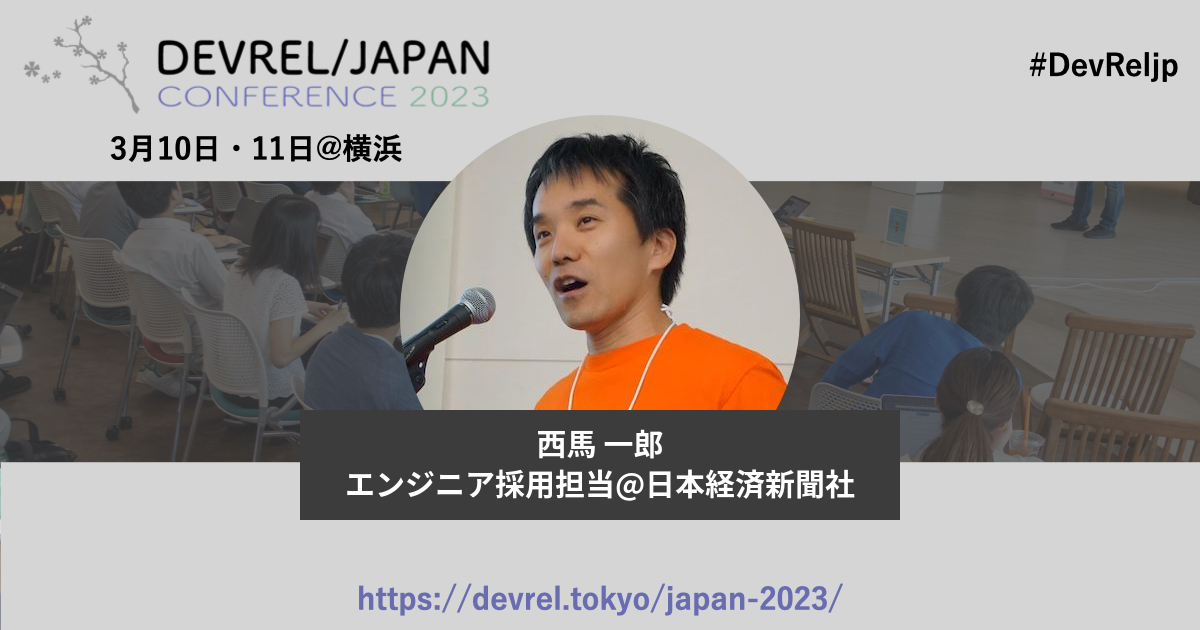 DEVREL/JAPAN
CONFERENCE 2023
#DevReljp
3月10日・11日@横浜
西馬 一郎
エンジニア採用担当@日本経済新聞社
https://devrel.tokyo/japan-2023/